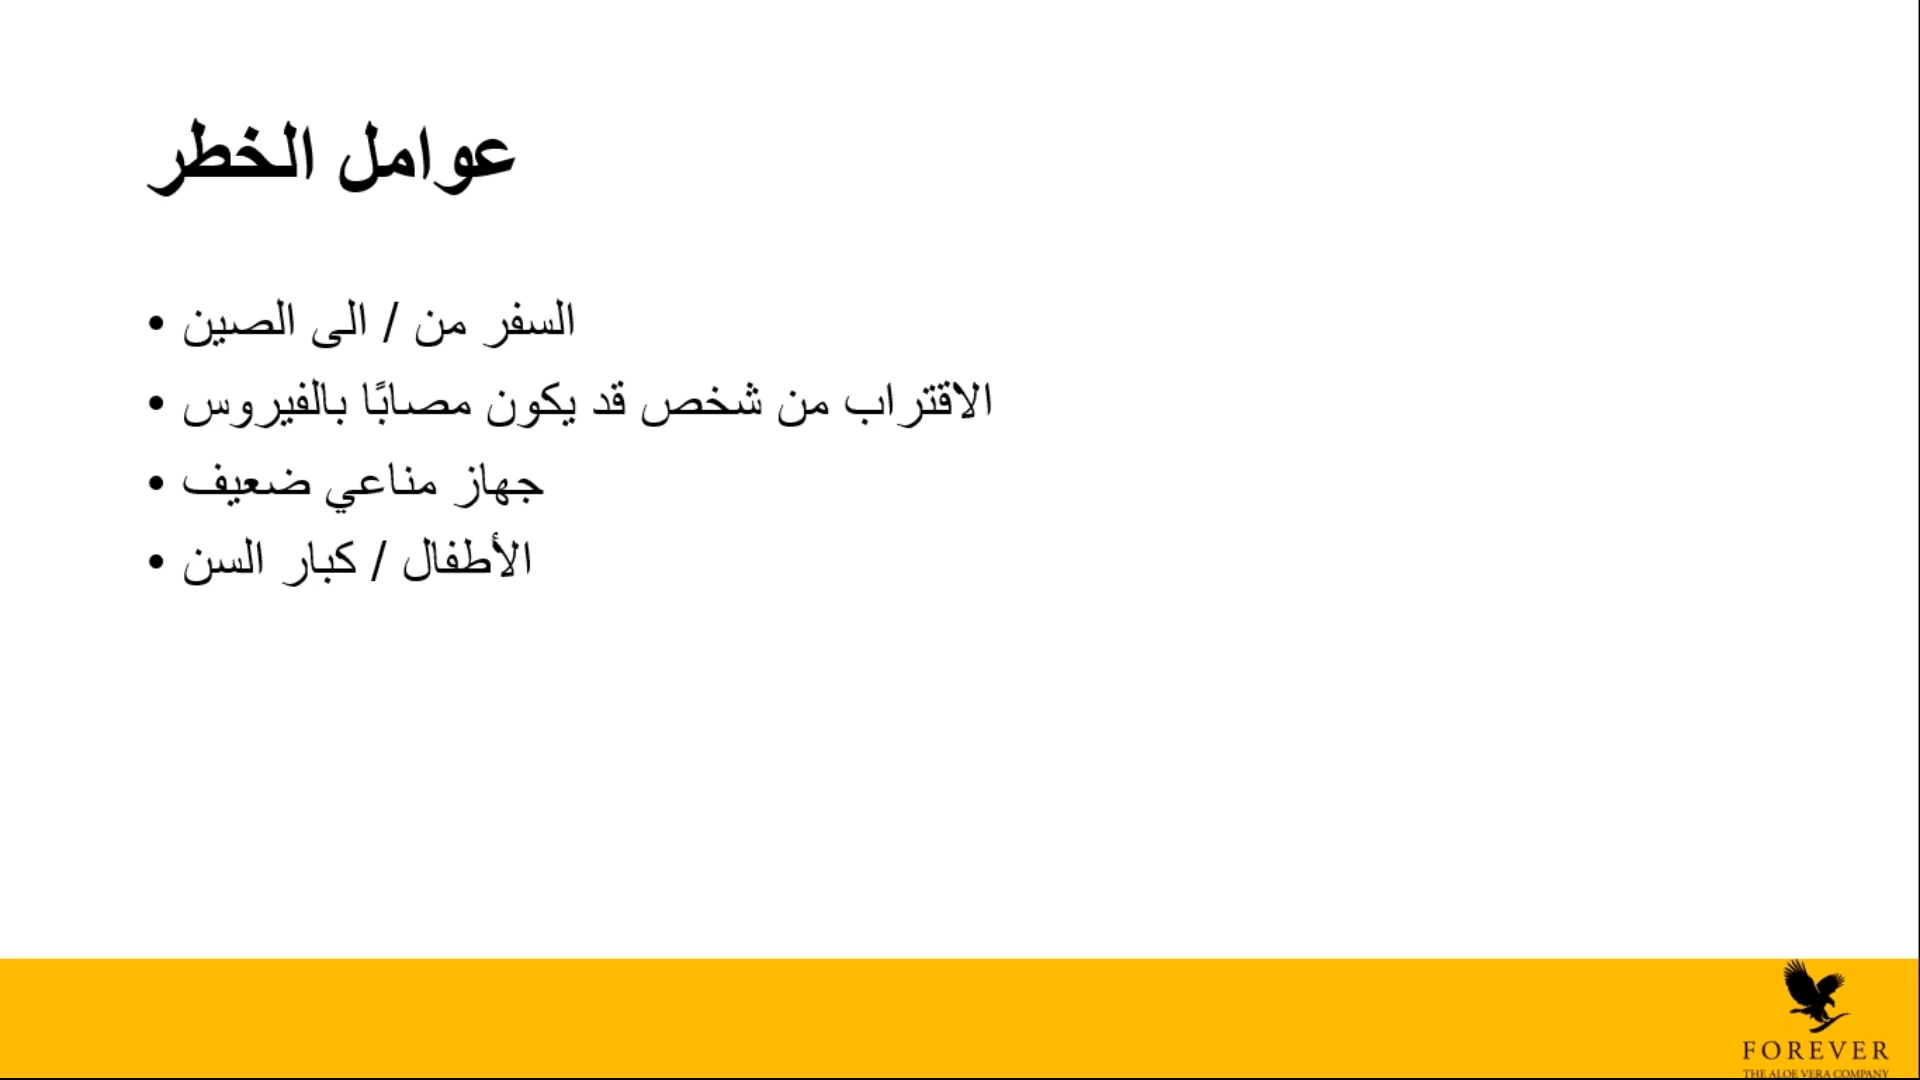 عوامل الخطر
• السفر من / الى الصين
• الاقتراب من شخص قد يكون مصابًا بالفيروس
• جهاز مناعي ضعيف
• الأطفال / كبار السن
FOREVER
THE ALOE VERA COMPANY